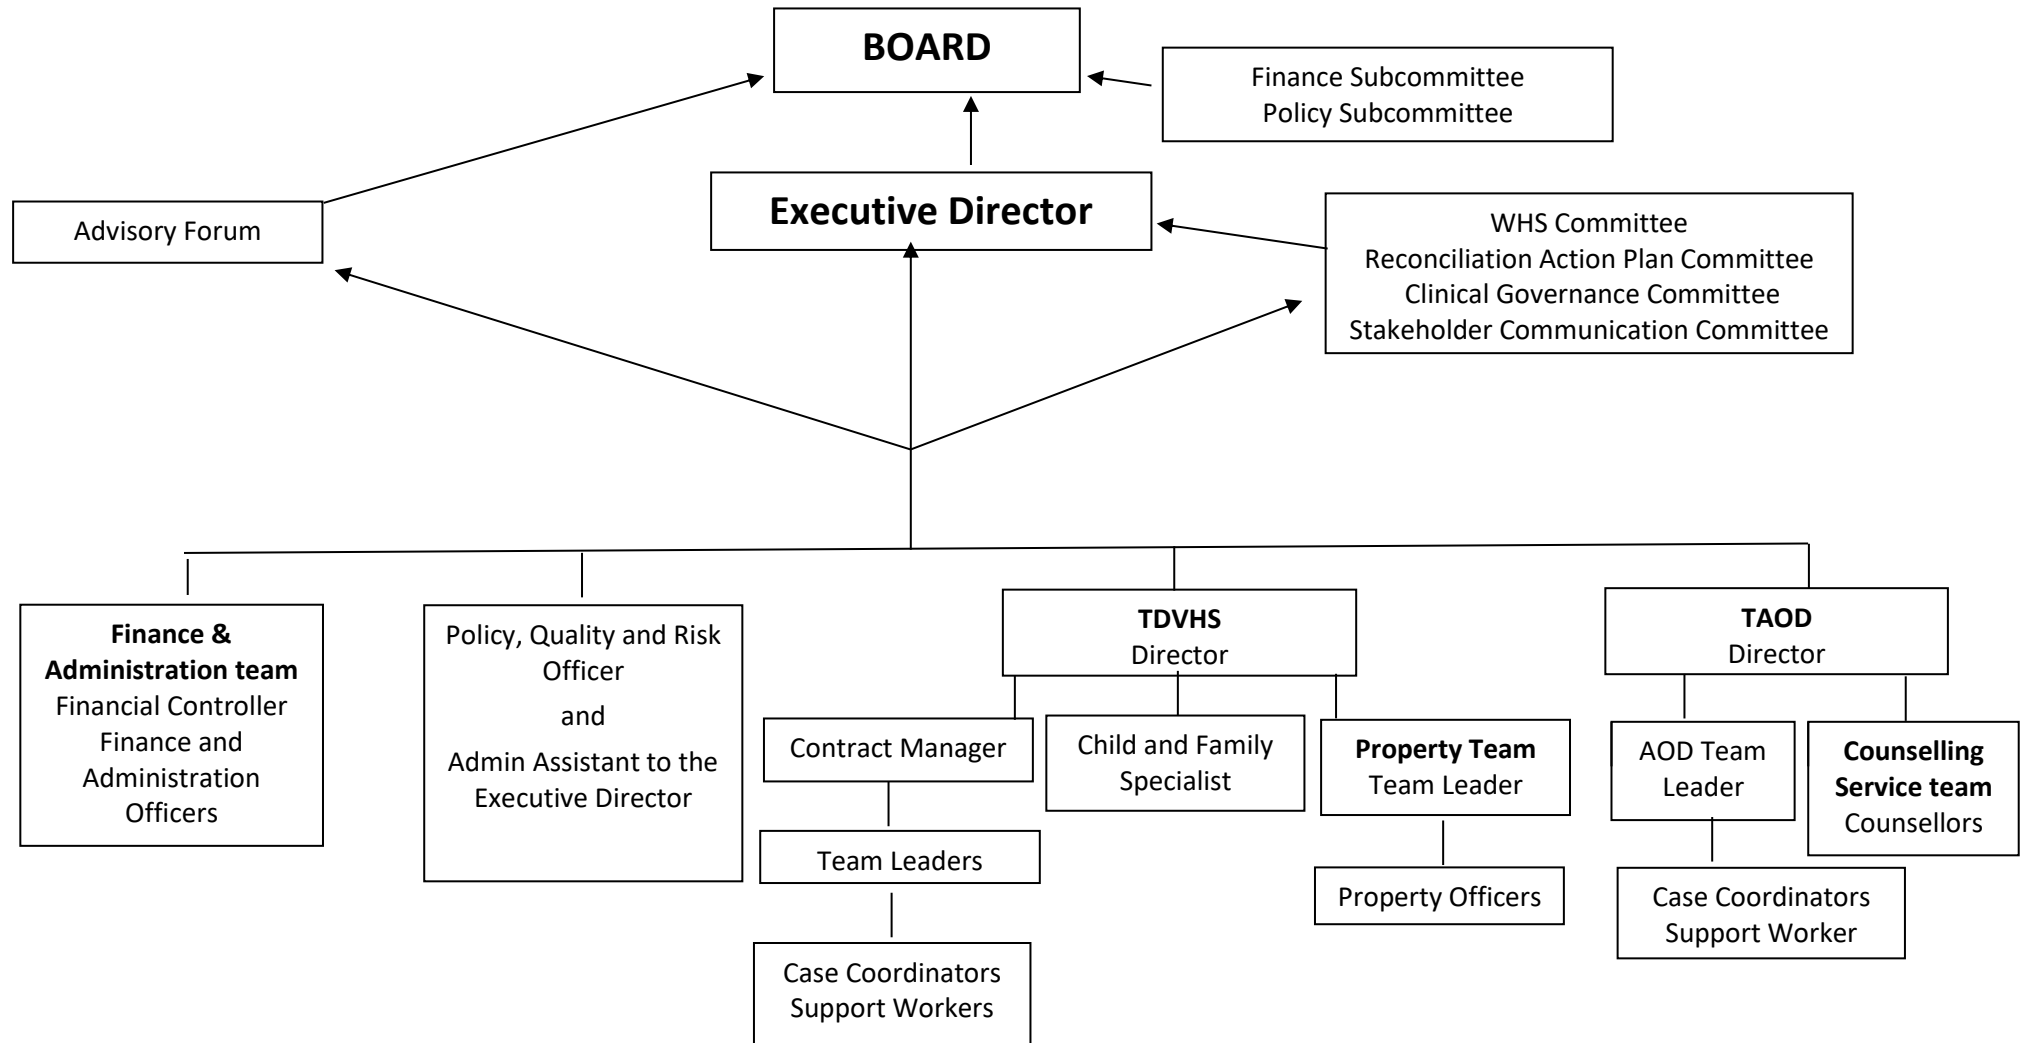 BOARD
Finance Subcommittee
Policy Subcommittee
Executive Director
Advisory Forum
WHS Committee
Reconciliation Action Plan Committee
Clinical Governance Committee
Stakeholder Communication Committee
Finance &
Administration team
Financial Controller
Finance and
Administration
Officers
Policy, Quality and Risk
Officer
and
Admin Assistant to the
Executive Director
TDVHS
Director
Contract Manager
Team Leaders
Case Coordinators
Support Workers
Child and Family
Specialist
Property Team
Team Leader
Property Officers
TAOD
Director
AOD Team
Leader
Case Coordinators
Support Worker
Counselling
Service team
Counsellors